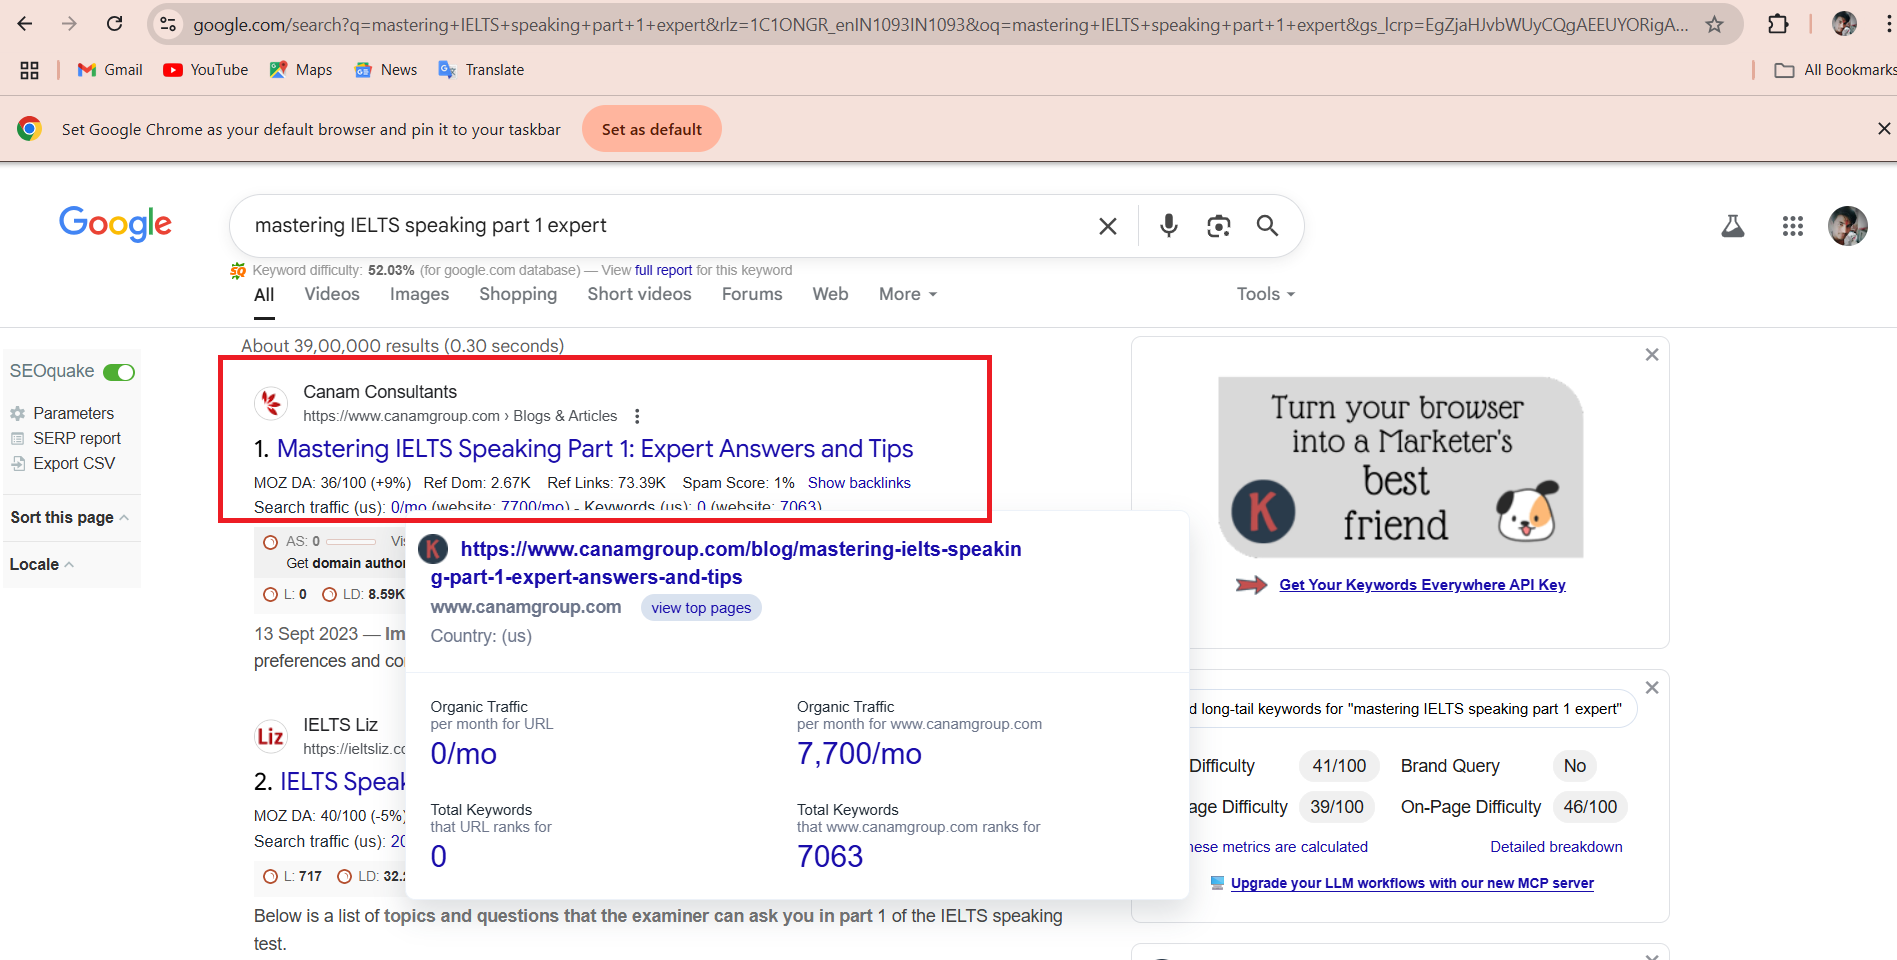 google.com/search?q=mastering+IELTS+speaking+part+1+expert&rlz=1C1ONGR_enIN1093IN1093&oq=mastering+IELTS+speaking+part+1+expert&gs_lcrp=EgZjaHJvbWUyCQgAEEUYORigA...
Gmail YouTube Maps News Translate All Bookmarks
Set Google Chrome as your default browser and pin it to your taskbar Set as default
Google
mastering IELTS speaking part 1 expert
SQ Keyword difficulty: 52.03% (for google.com database) — View full report for this keyword
All Videos Images Shopping Short videos Forums Web More Tools
About 39,00,000 results (0.30 seconds)
SEOquake
Parameters
SERP report
Export CSV
Sort this page
Locale
Canam Consultants
https://www.canamgroup.com › Blogs & Articles
1. Mastering IELTS Speaking Part 1: Expert Answers and Tips
MOZ DA: 36/100 (+9%) Ref Dom: 2.67K Ref Links: 73.39K Spam Score: 1% Show backlinks
Search traffic (us): 0/mo (website: 7700/mo) - Keywords (us): 0 (website: 7063)
AS: 0 Vis
Get domain author
L: 0 LD: 8.59K
13 Sept 2023 — Im
preferences and co
K https://www.canamgroup.com/blog/mastering-ielts-speakin
g-part-1-expert-answers-and-tips
www.canamgroup.com view top pages
Country: (us)
Organic Traffic
per month for URL
0/mo
Organic Traffic
per month for www.canamgroup.com
7,700/mo
Total Keywords
that URL ranks for
0
Total Keywords
that www.canamgroup.com ranks for
7063
Liz
IELTS Liz
https://ieltsliz.co
2. IELTS Speak
MOZ DA: 40/100 (-5%)
Search traffic (us): 20
L: 717 LD: 32.2
Below is a list of topics and questions that the examiner can ask you in part 1 of the IELTS speaking
test.
Turn your browser
into a Marketer's
best
friend
K
Get Your Keywords Everywhere API Key
d long-tail keywords for "mastering IELTS speaking part 1 expert"
Difficulty 41/100 Brand Query No
age Difficulty 39/100 On-Page Difficulty 46/100
hese metrics are calculated Detailed breakdown
Upgrade your LLM workflows with our new MCP server